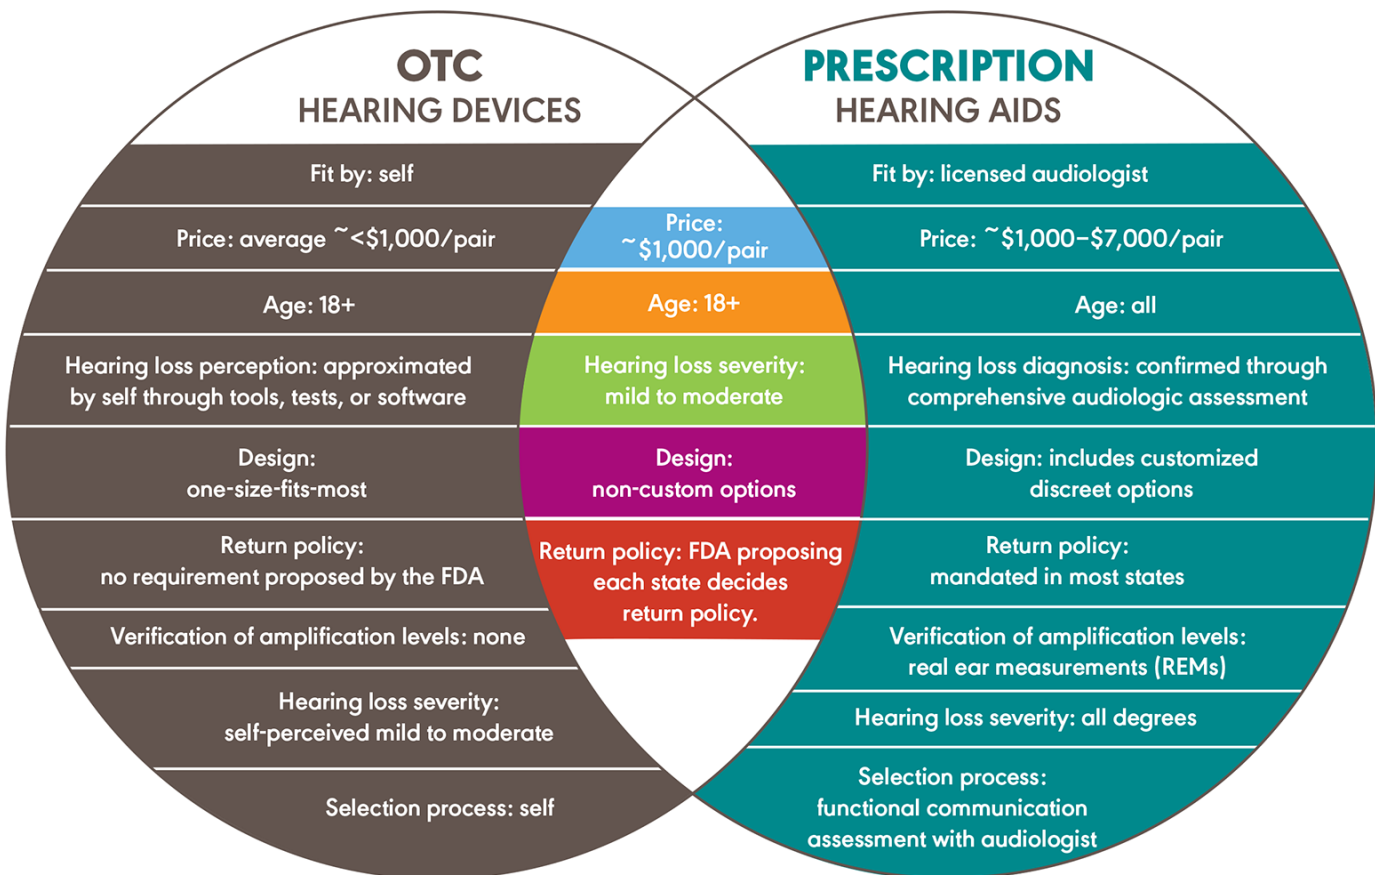 OTC
HEARING DEVICES
Fit by: self
Price: average ~<$1,000/pair
Age: 18+
Hearing loss perception: approximated
by self through tools, tests, or software
Design:
one-size-fits-most
Return policy:
no requirement proposed by the FDA
Verification of amplification levels: none
Hearing loss severity:
self-perceived mild to moderate
Selection process: self
Price:
~$1,000/pair
Age: 18+
Hearing loss severity:
mild to moderate
Design:
non-custom options
Return policy: FDA proposing
each state decides
return policy.
PRESCRIPTION
HEARING AIDS
Fit by: licensed audiologist
Price: ~$1,000–$7,000/pair
Age: all
Hearing loss diagnosis: confirmed through
comprehensive audiologic assessment
Design: includes customized
discreet options
Return policy:
mandated in most states
Verification of amplification levels:
real ear measurements (REMs)
Hearing loss severity: all degrees
Selection process:
functional communication
assessment with audiologist